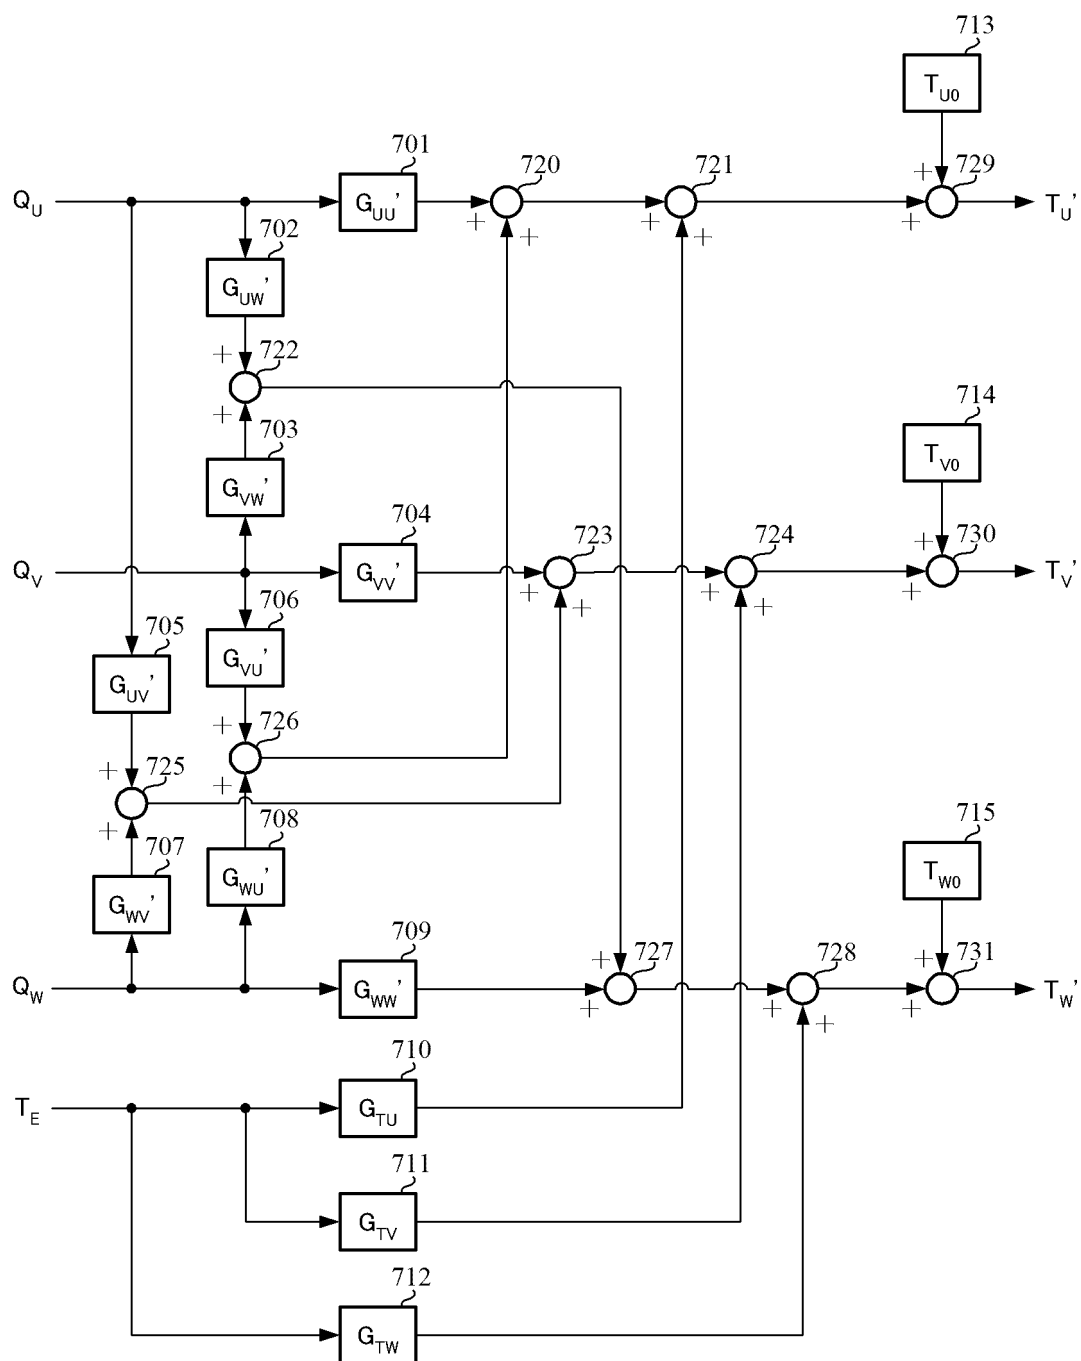 713
T_U0
701
720
721
+
729
Q_U
G_UU'
+
+
+
+
T_U'
702
G_UW'
+
722
+
703
G_VW'
714
T_V0
704
723
724
+
730
Q_V
G_VV'
+
+
+
+
+
T_V'
705
706
G_UV'
G_VU'
+
726
+
725
+
+
707
708
G_WV'
G_WU'
715
T_W0
709
+
727
728
+
731
Q_W
G_WW'
+
+
+
+
T_W'
710
T_E
G_TU
711
G_TV
712
G_TW